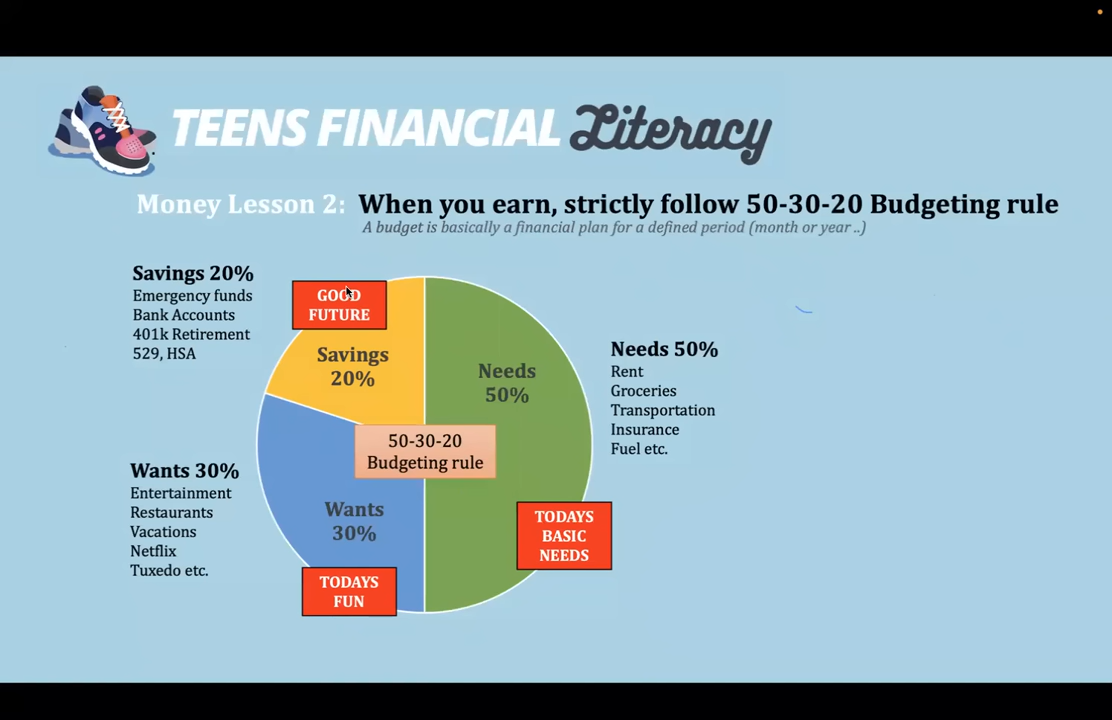 TEENS FINANCIAL Literacy
Money Lesson 2: When you earn, strictly follow 50-30-20 Budgeting rule
A budget is basically a financial plan for a defined period (month or year ..)
Savings 20%
Emergency funds
Bank Accounts
401k Retirement
529, HSA
GOOD
FUTURE
Savings
20%
Needs
50%
Needs 50%
Rent
Groceries
Transportation
Insurance
Fuel etc.
50-30-20
Budgeting rule
Wants 30%
Entertainment
Restaurants
Vacations
Netflix
Tuxedo etc.
Wants
30%
TODAYS
BASIC
NEEDS
TODAYS
FUN